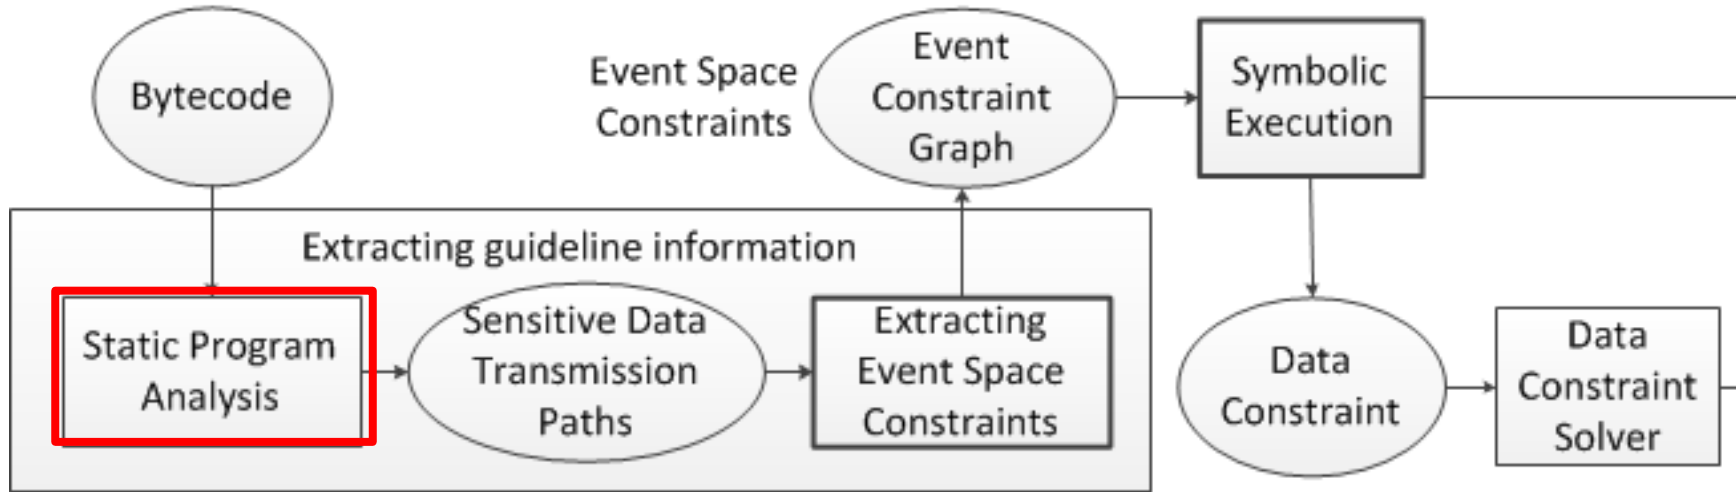 Bytecode
Event Space
Constraints
Event
Constraint
Graph
Symbolic
Execution
Extracting guideline information
Static Program
Analysis
Sensitive Data
Transmission
Paths
Extracting
Event Space
Constraints
Data
Constraint
Data
Constraint
Solver